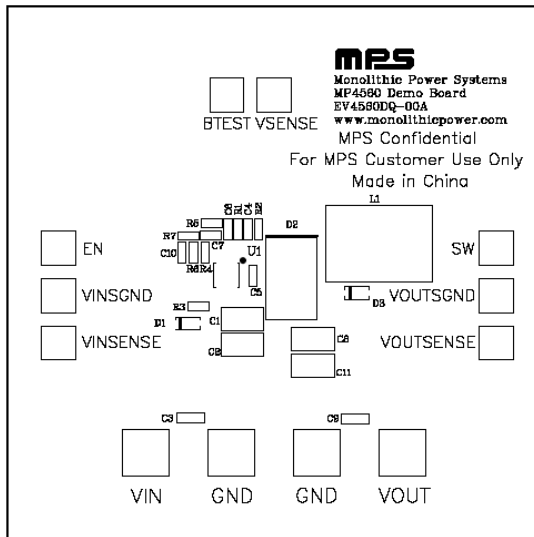 MPS
Monolithic Power Systems
MP4560 Demo Board
EV4560DQ-00A
www.monolithicpower.com
MPS Confidential
For MPS Customer Use Only
Made in China
BTEST VSENSE
L1
D2
R5
R7
C7
C10
R6 R4
U1
C5
EN
SW
VINSGND
VOUTSGND
D3
R3
D1
C1
C2
VINSENSE
VOUTSENSE
C11
C3
C9
VIN
GND
GND
VOUT